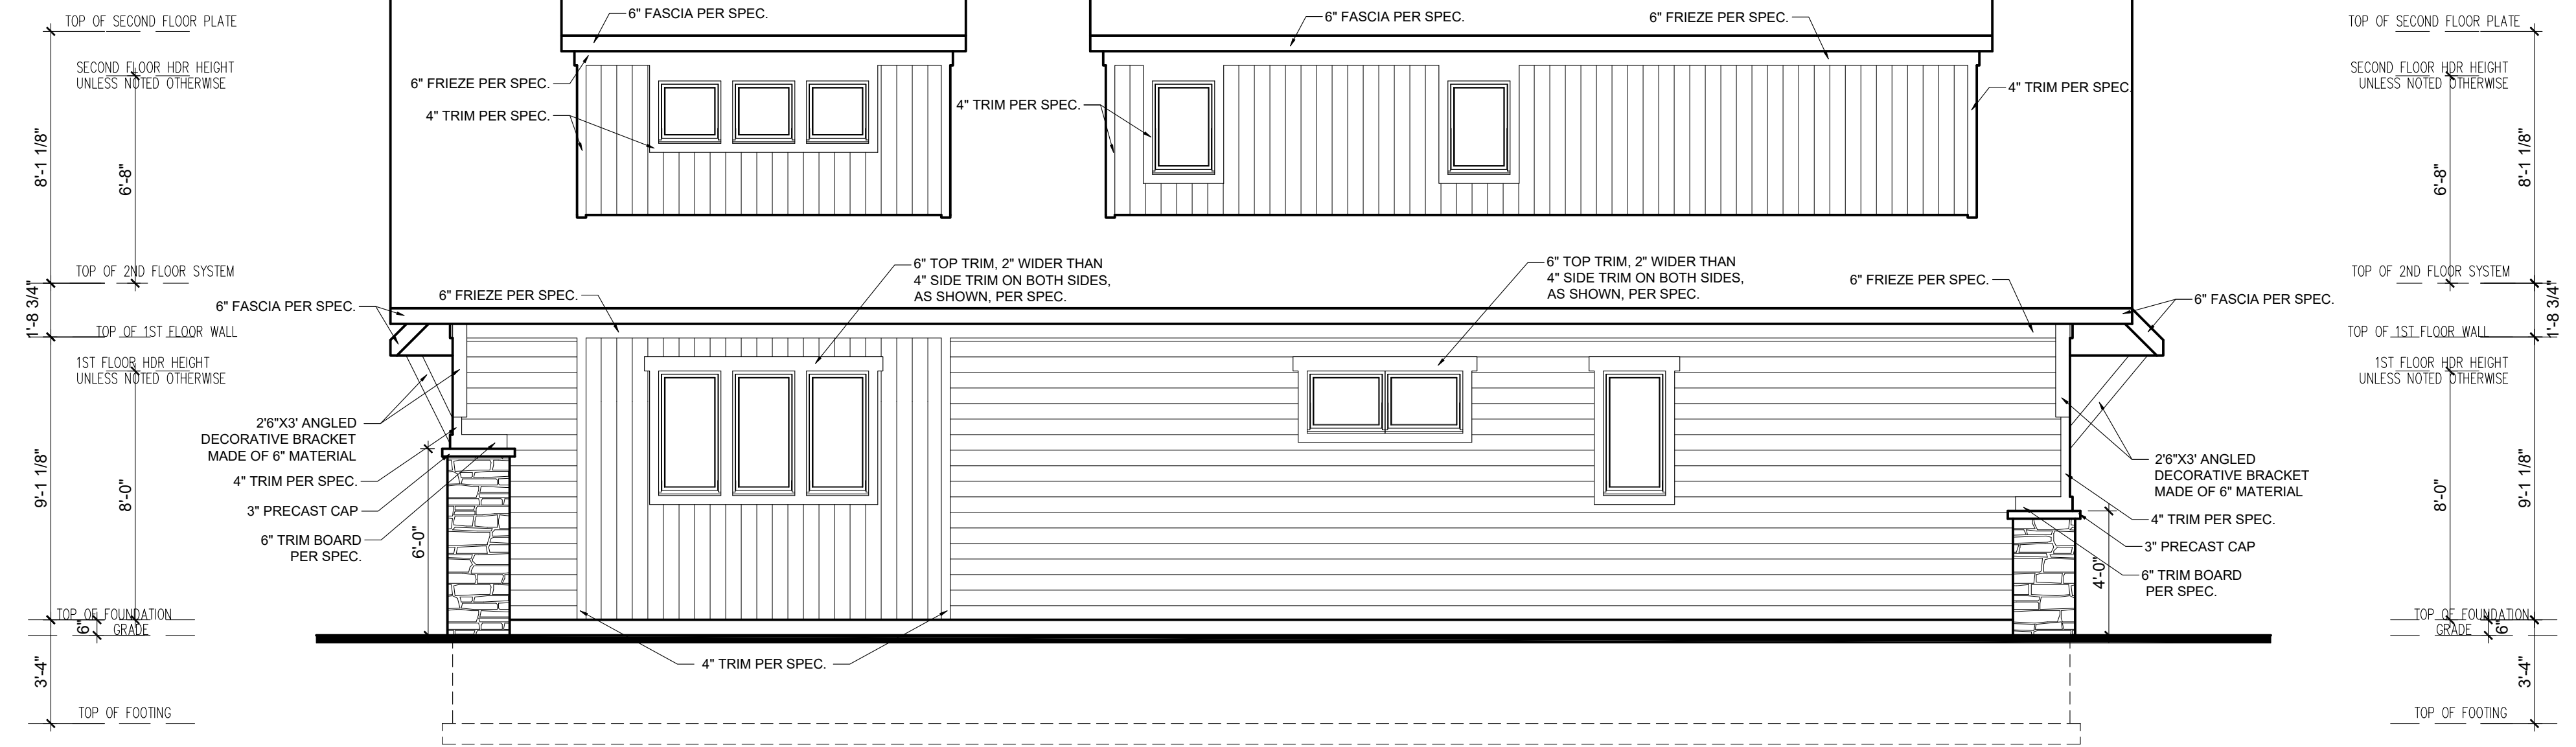 TOP OF SECOND FLOOR PLATE
6" FASCIA PER SPEC.
6" FASCIA PER SPEC.
6" FRIEZE PER SPEC.
TOP OF SECOND FLOOR PLATE
SECOND FLOOR HDR HEIGHT
UNLESS NOTED OTHERWISE
6" FRIEZE PER SPEC.
4" TRIM PER SPEC.
4" TRIM PER SPEC.
4" TRIM PER SPEC.
SECOND FLOOR HDR HEIGHT
UNLESS NOTED OTHERWISE
8'-1 1/8"
6'-8"
6'-8"
8'-1 1/8"
TOP OF 2ND FLOOR SYSTEM
6" TOP TRIM, 2" WIDER THAN
4" SIDE TRIM ON BOTH SIDES,
AS SHOWN, PER SPEC.
6" TOP TRIM, 2" WIDER THAN
4" SIDE TRIM ON BOTH SIDES,
AS SHOWN, PER SPEC.
6" FRIEZE PER SPEC.
TOP OF 2ND FLOOR SYSTEM
1'-8 3/4"
6" FASCIA PER SPEC.
6" FRIEZE PER SPEC.
6" FASCIA PER SPEC.
1'-8 3/4"
TOP OF 1ST FLOOR WALL
TOP OF 1ST FLOOR WALL
1ST FLOOR HDR HEIGHT
UNLESS NOTED OTHERWISE
1ST FLOOR HDR HEIGHT
UNLESS NOTED OTHERWISE
2'6"X3' ANGLED
DECORATIVE BRACKET
MADE OF 6" MATERIAL
4" TRIM PER SPEC.
3" PRECAST CAP
6" TRIM BOARD
PER SPEC.
9'-1 1/8"
8'-0"
6'-0"
2'6"X3' ANGLED
DECORATIVE BRACKET
MADE OF 6" MATERIAL
4" TRIM PER SPEC.
3" PRECAST CAP
6" TRIM BOARD
PER SPEC.
4'-0"
8'-0"
9'-1 1/8"
TOP OF FOUNDATION
GRADE
6"
TOP OF FOUNDATION
GRADE
6"
4" TRIM PER SPEC.
3'-4"
3'-4"
TOP OF FOOTING
TOP OF FOOTING